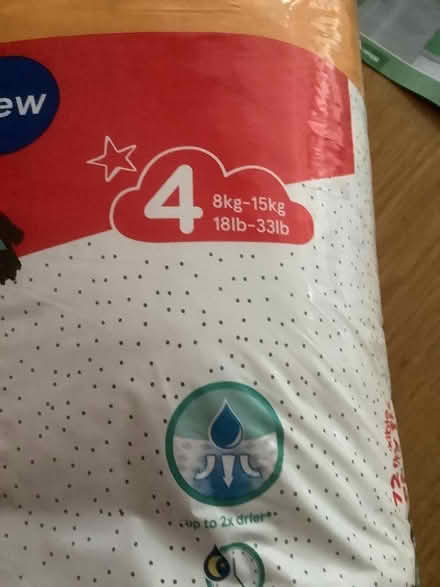 ew
4
8kg-15kg
18lb-33lb
up to 2x drier